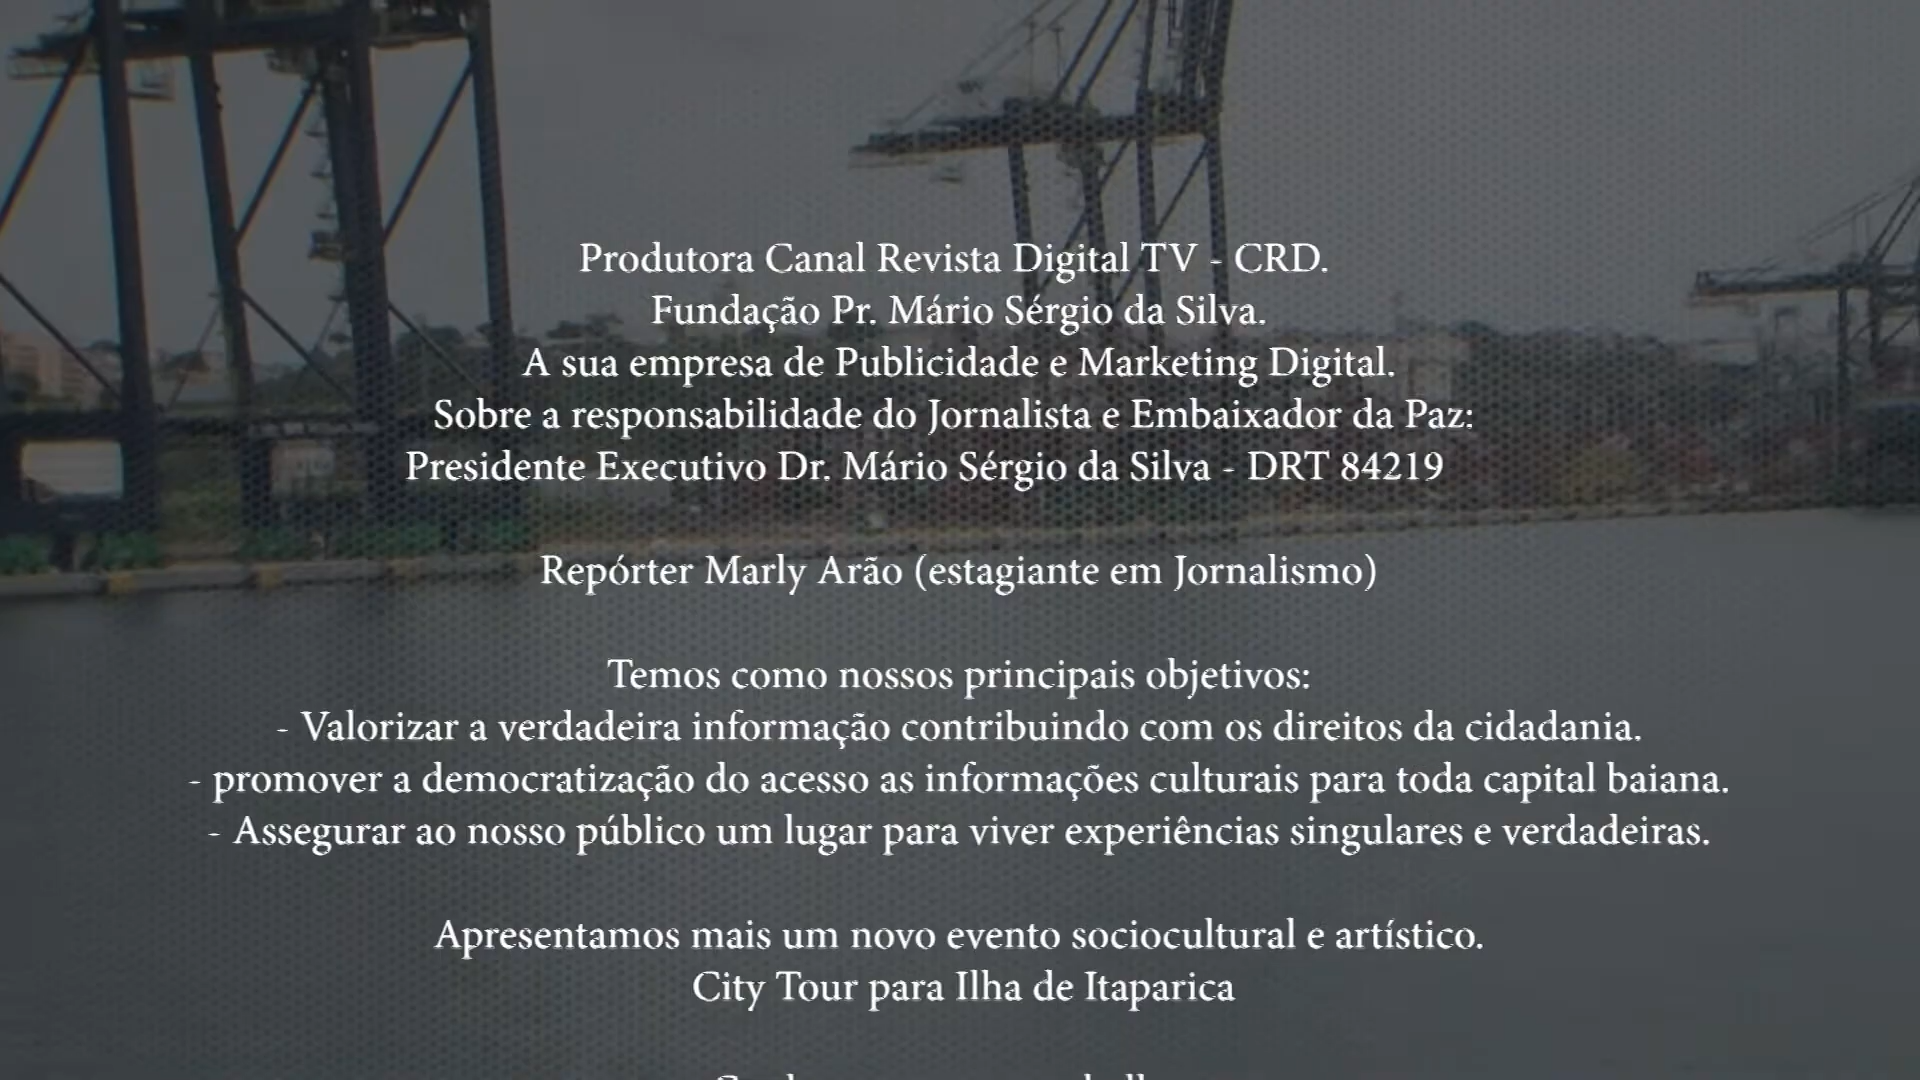 Produtora Canal Revista Digital TV - CRD.
Fundação Pr. Mário Sérgio da Silva.
A sua empresa de Publicidade e Marketing Digital.
Sobre a responsabilidade do Jornalista e Embaixador da Paz:
Presidente Executivo Dr. Mário Sérgio da Silva - DRT 84219
Repórter Marly Arão (estagiante em Jornalismo)
Temos como nossos principais objetivos:
- Valorizar a verdadeira informação contribuindo com os direitos da cidadania.
- promover a democratização do acesso as informações culturais para toda capital baiana.
- Assegurar ao nosso público um lugar para viver experiências singulares e verdadeiras.
Apresentamos mais um novo evento sociocultural e artístico.
City Tour para Ilha de Itaparica